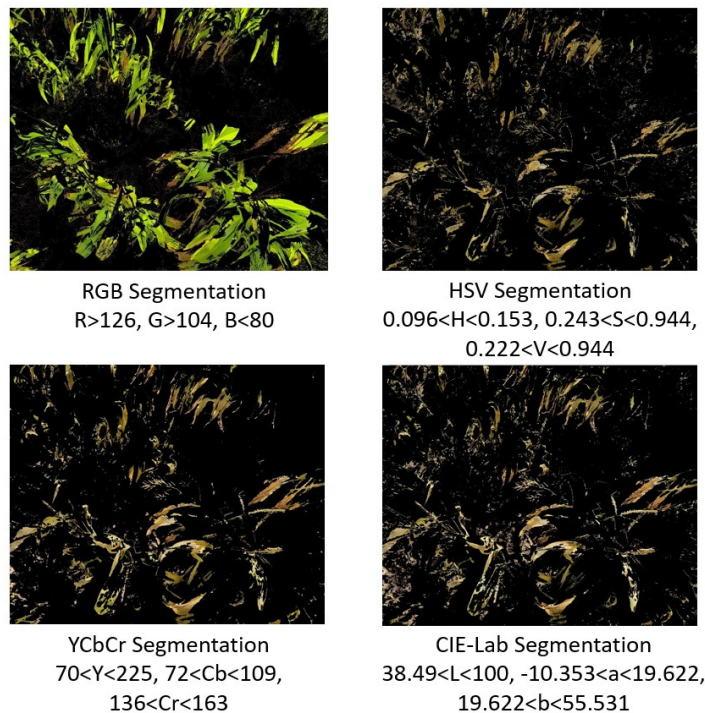 RGB Segmentation
R>126, G>104, B<80
HSV Segmentation
0.096<H<0.153, 0.243<S<0.944,
0.222<V<0.944
YCbCr Segmentation
70<Y<225, 72<Cb<109,
136<Cr<163
CIE-Lab Segmentation
38.49<L<100, -10.353<a<19.622,
19.622<b<55.531